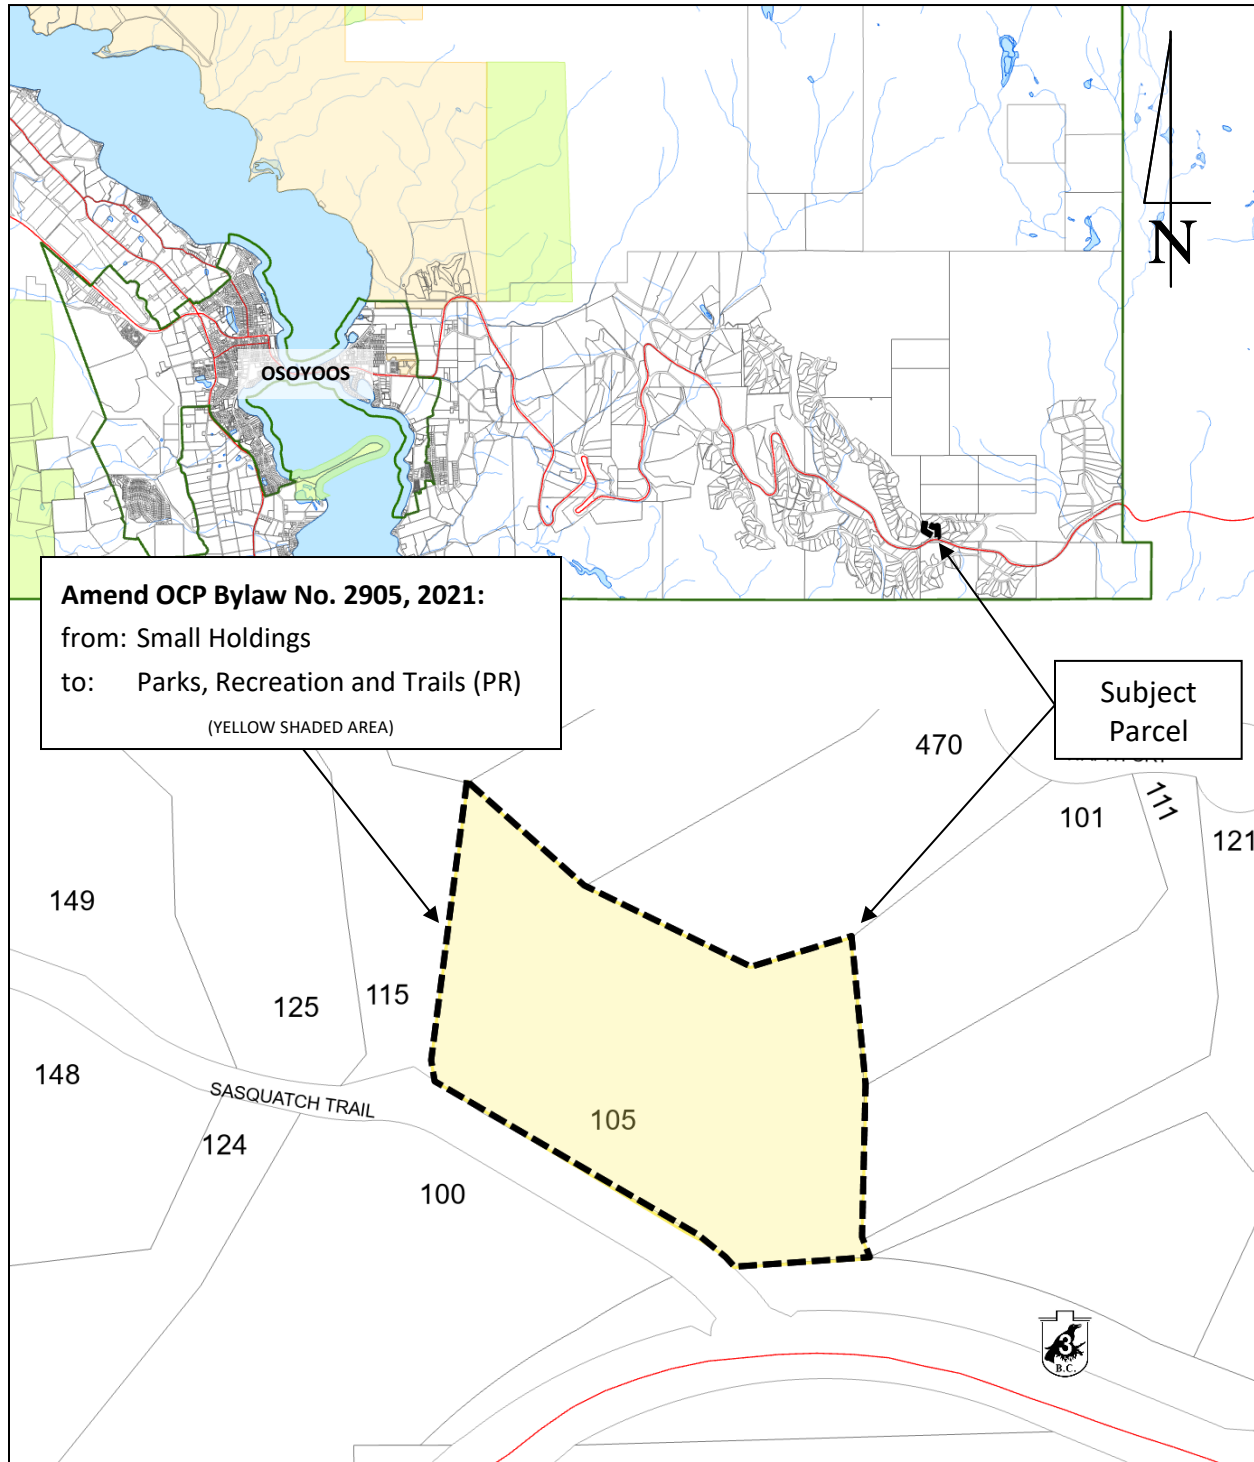 N
OSOYOOS
Amend OCP Bylaw No. 2905, 2021:
from: Small Holdings
to: Parks, Recreation and Trails (PR)
(YELLOW SHADED AREA)
Subject
Parcel
470
101
111
121
149
125
115
148
SASQUATCH TRAIL
124
105
100
3
B.C.